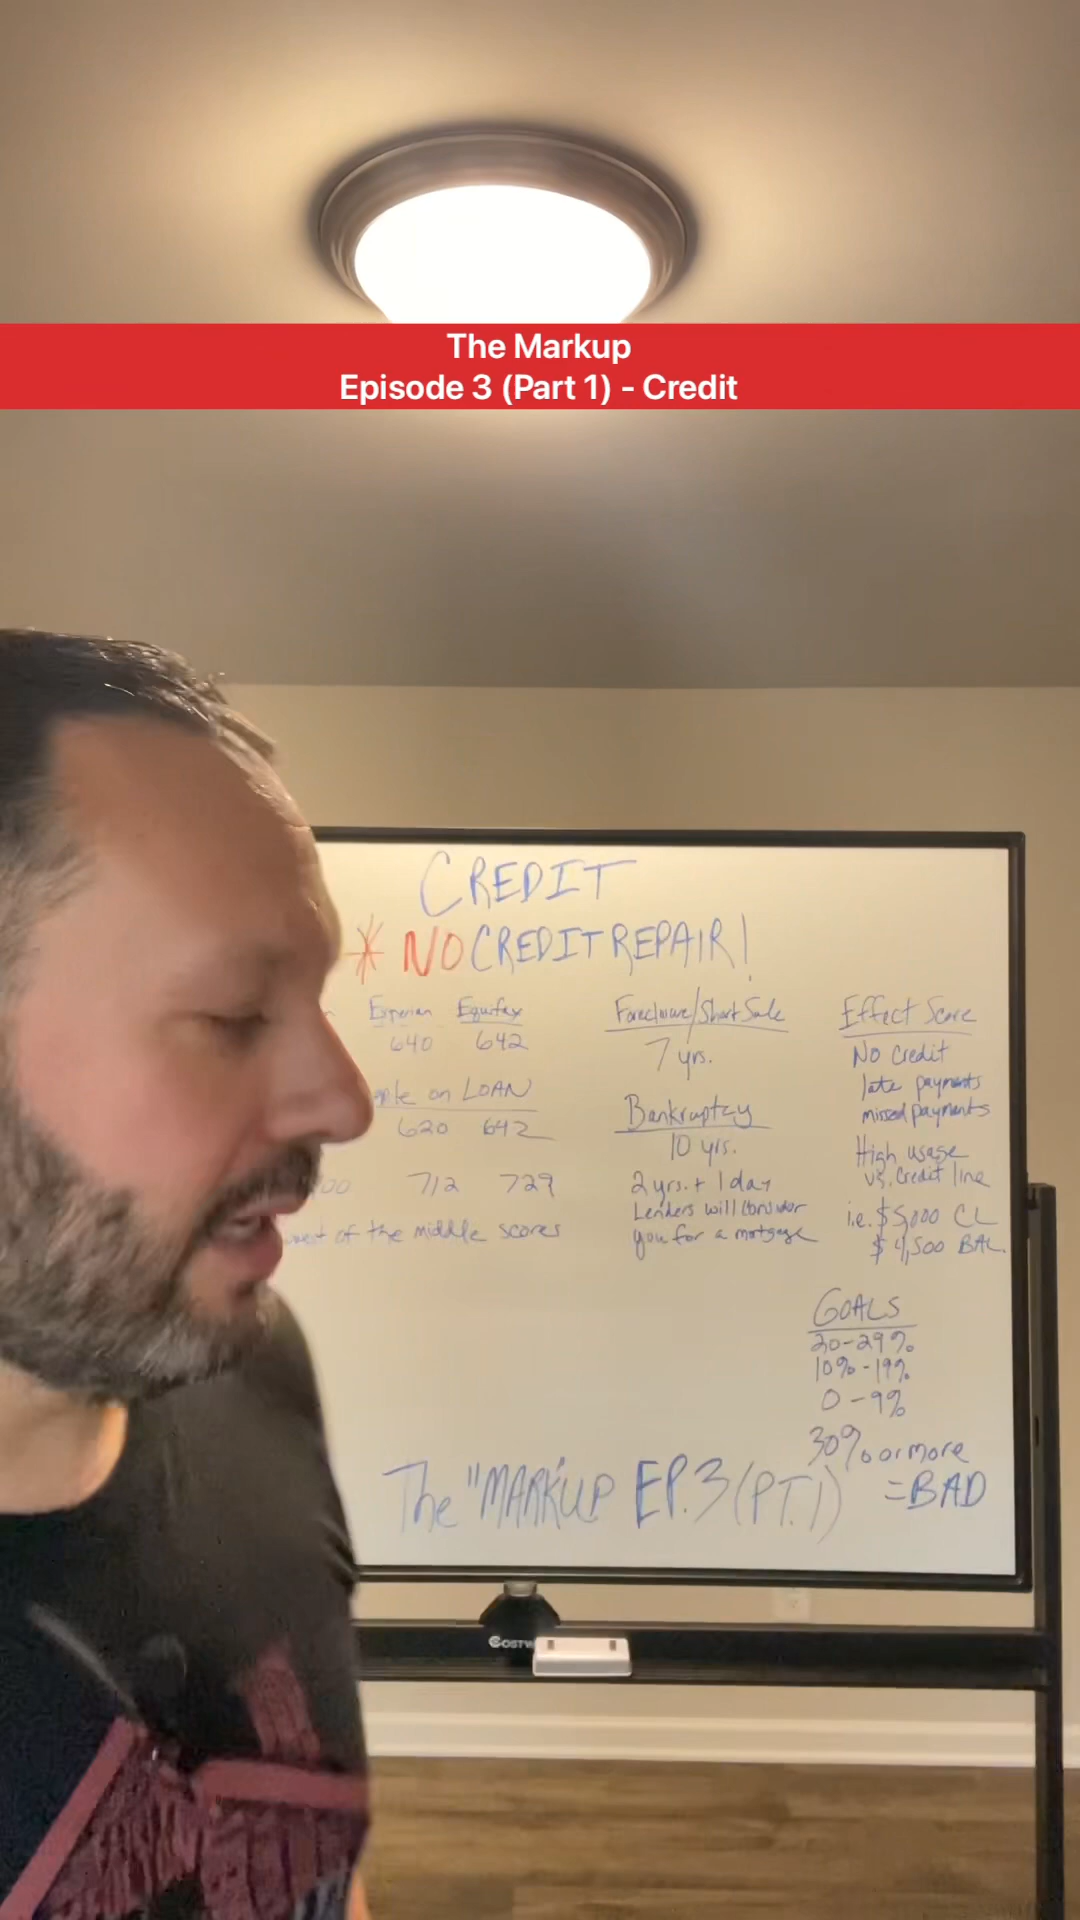 The Markup
Episode 3 (Part 1) - Credit
CREDIT
* NO CREDIT REPAIR!
Experian Equifax
640 642
on LOAN
620 642
712 729
of the middle scores
Foreclosure/Short Sale
7 yrs.
Bankruptcy
10 yrs.
2 yrs. + 1 day
Lenders will consider
you for a mortgage
Effect Score
No credit
late payments
missed payments
High usage
vs. Credit line
i.e. $5,000 CL
$4,500 BAL.
GOALS
20-29%
10%-19%
0-9%
30% or more
=BAD
The "MARK"UP EP.3 (PT.1)